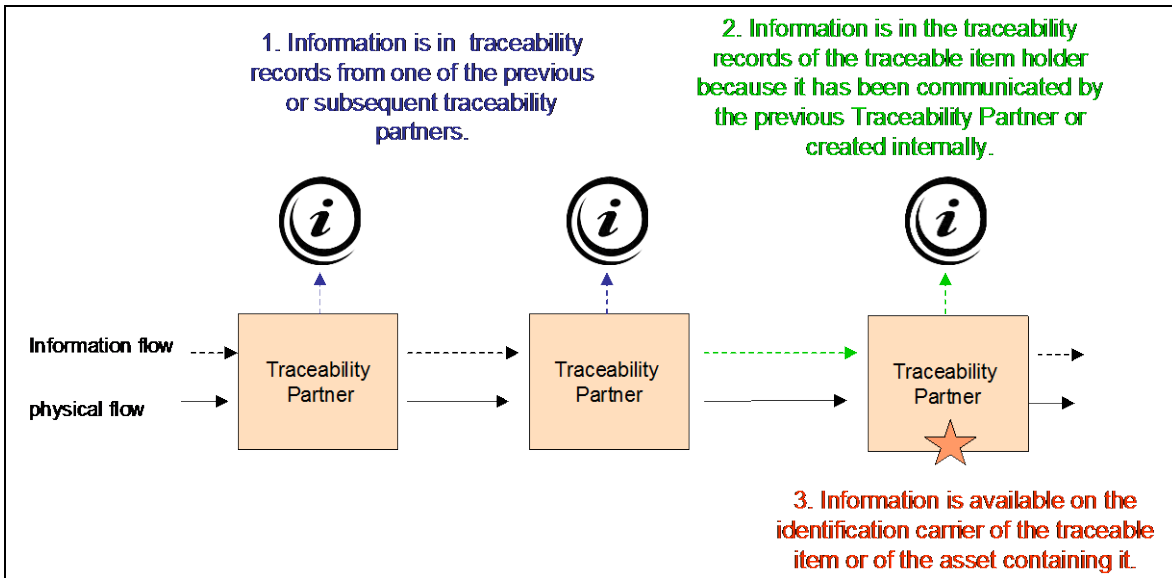 1. Information is in traceability
records from one of the previous
or subsequent traceability
partners.
2. Information is in the traceability
records of the traceable item holder
because it has been communicated by
the previous Traceability Partner or
created internally.
i
i
i
Information flow
physical flow
Traceability
Partner
Traceability
Partner
Traceability
Partner
3. Information is available on the
identification carrier of the traceable
item or of the asset containing it.